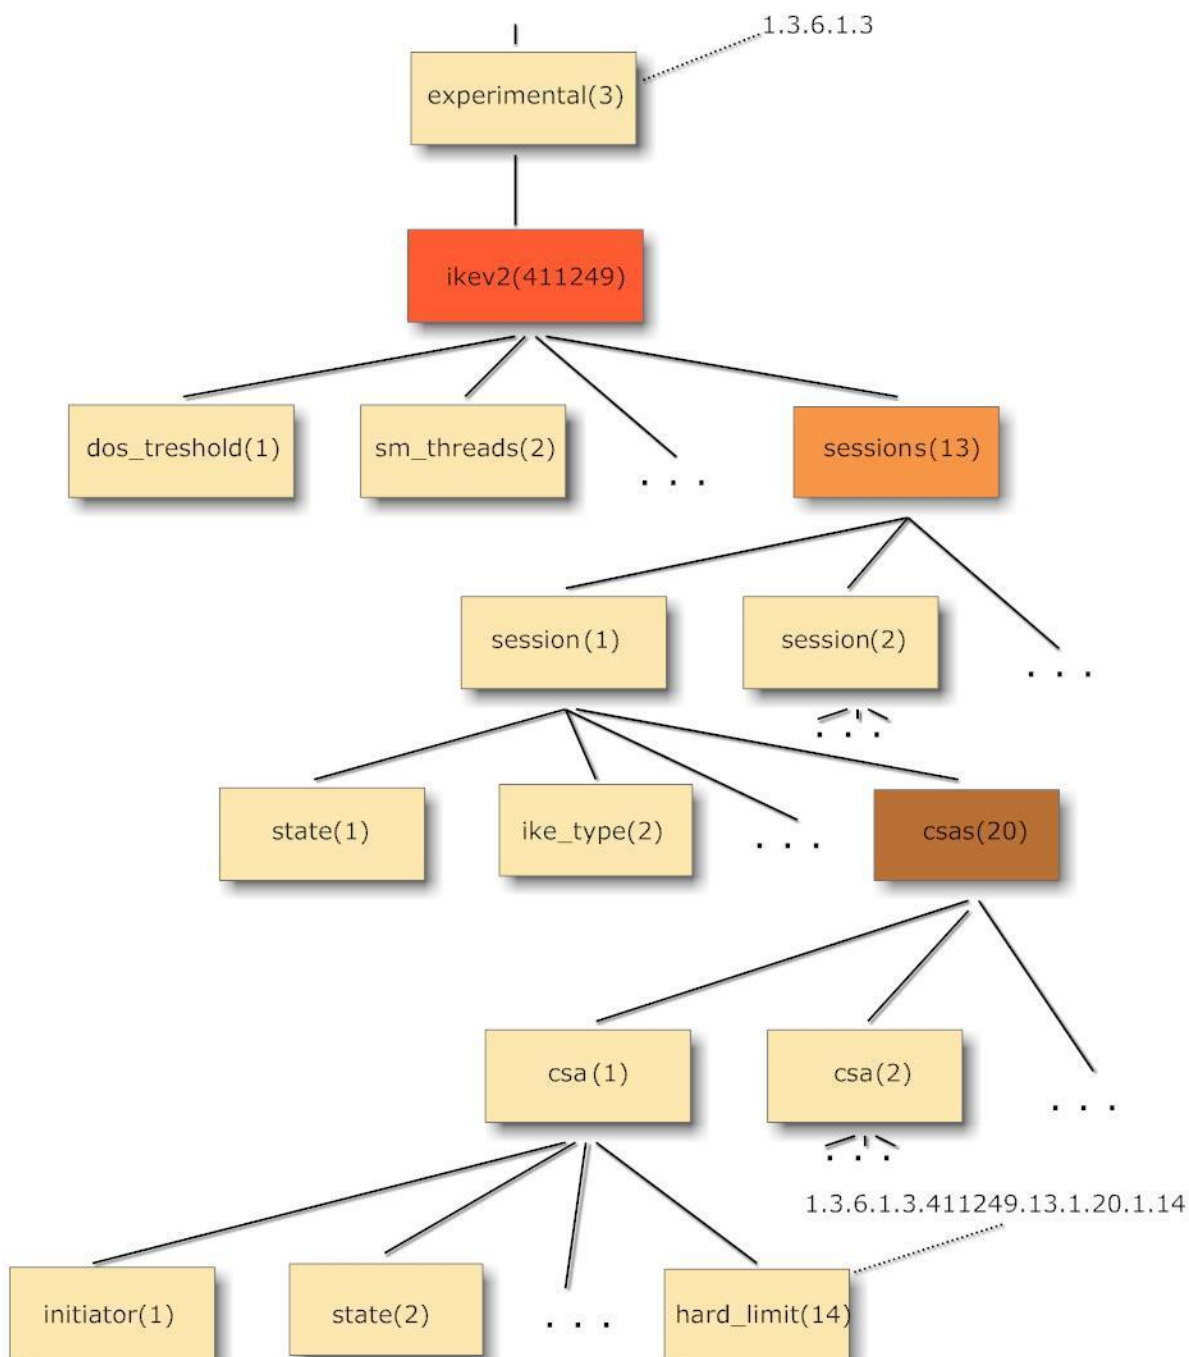 1.3.6.1.3
experimental(3)
ikev2(411249)
dos_treshold(1)
sm_threads(2)
. . .
sessions(13)
session(1)
session(2)
. . .
. . .
state(1)
ike_type(2)
. . .
csas(20)
csa(1)
csa(2)
. . .
. . .
1.3.6.1.3.411249.13.1.20.1.14
initiator(1)
state(2)
. . .
hard_limit(14)